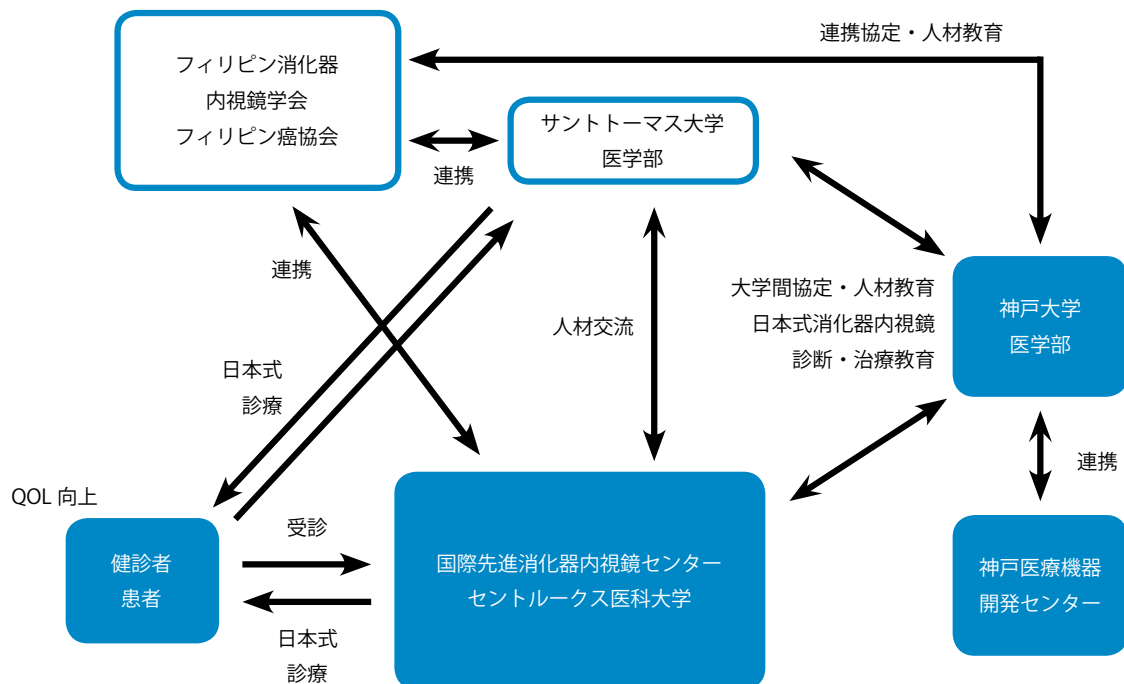 連携協定・人材教育
フィリピン消化器
内視鏡学会
フィリピン癌協会
サントトーマス大学
医学部
連携
連携
人材交流
大学間協定・人材教育
日本式消化器内視鏡
診断・治療教育
神戸大学
医学部
日本式
診療
連携
QOL 向上
健診者
患者
受診
日本式
診療
国際先進消化器内視鏡センター
セントルークス医科大学
神戸医療機器
開発センター